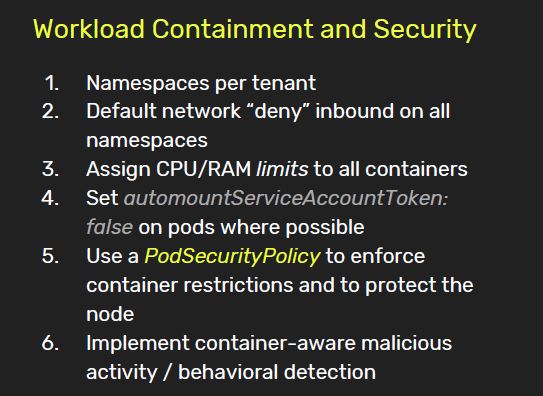 Workload Containment and Security
1. Namespaces per tenant
2. Default network “deny” inbound on all
namespaces
3. Assign CPU/RAM limits to all containers
4. Set automountServiceAccountToken:
false on pods where possible
5. Use a PodSecurityPolicy to enforce
container restrictions and to protect the
node
6. Implement container-aware malicious
activity / behavioral detection